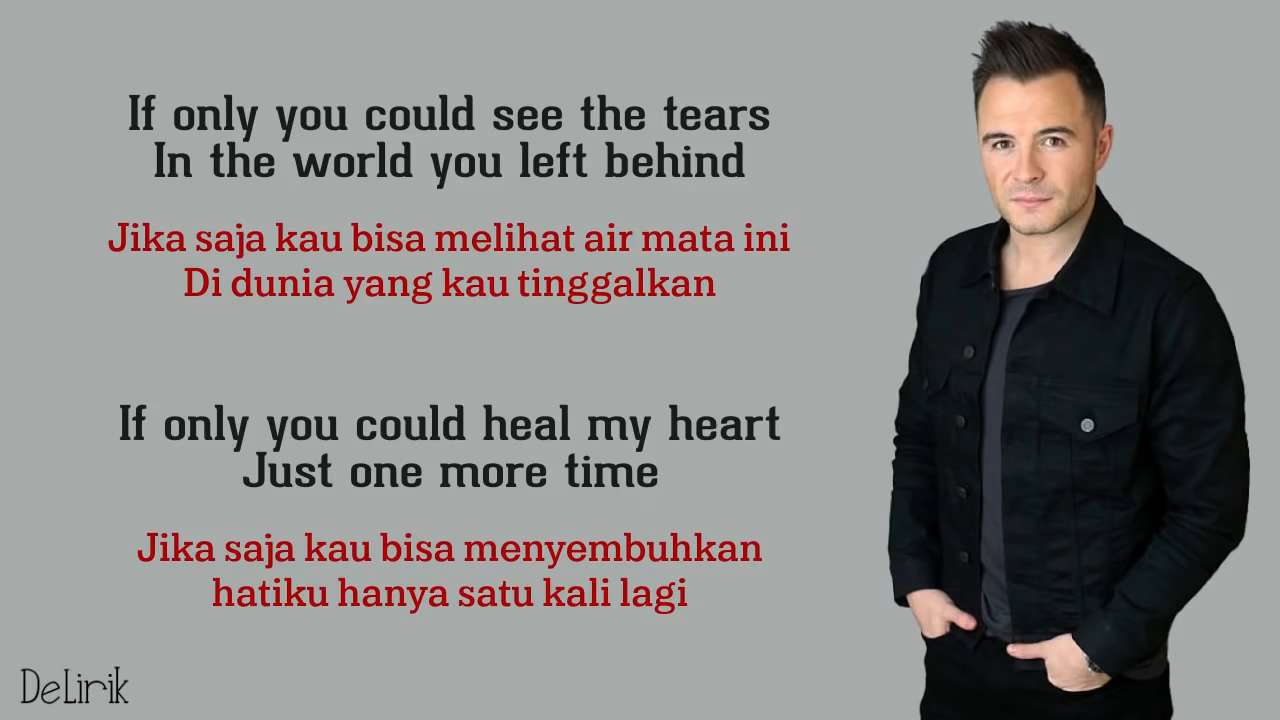 If only you could see the tears
In the world you left behind
Jika saja kau bisa melihat air mata ini
Di dunia yang kau tinggalkan
If only you could heal my heart
Just one more time
Jika saja kau bisa menyembuhkan
hatiku hanya satu kali lagi
DeLirik